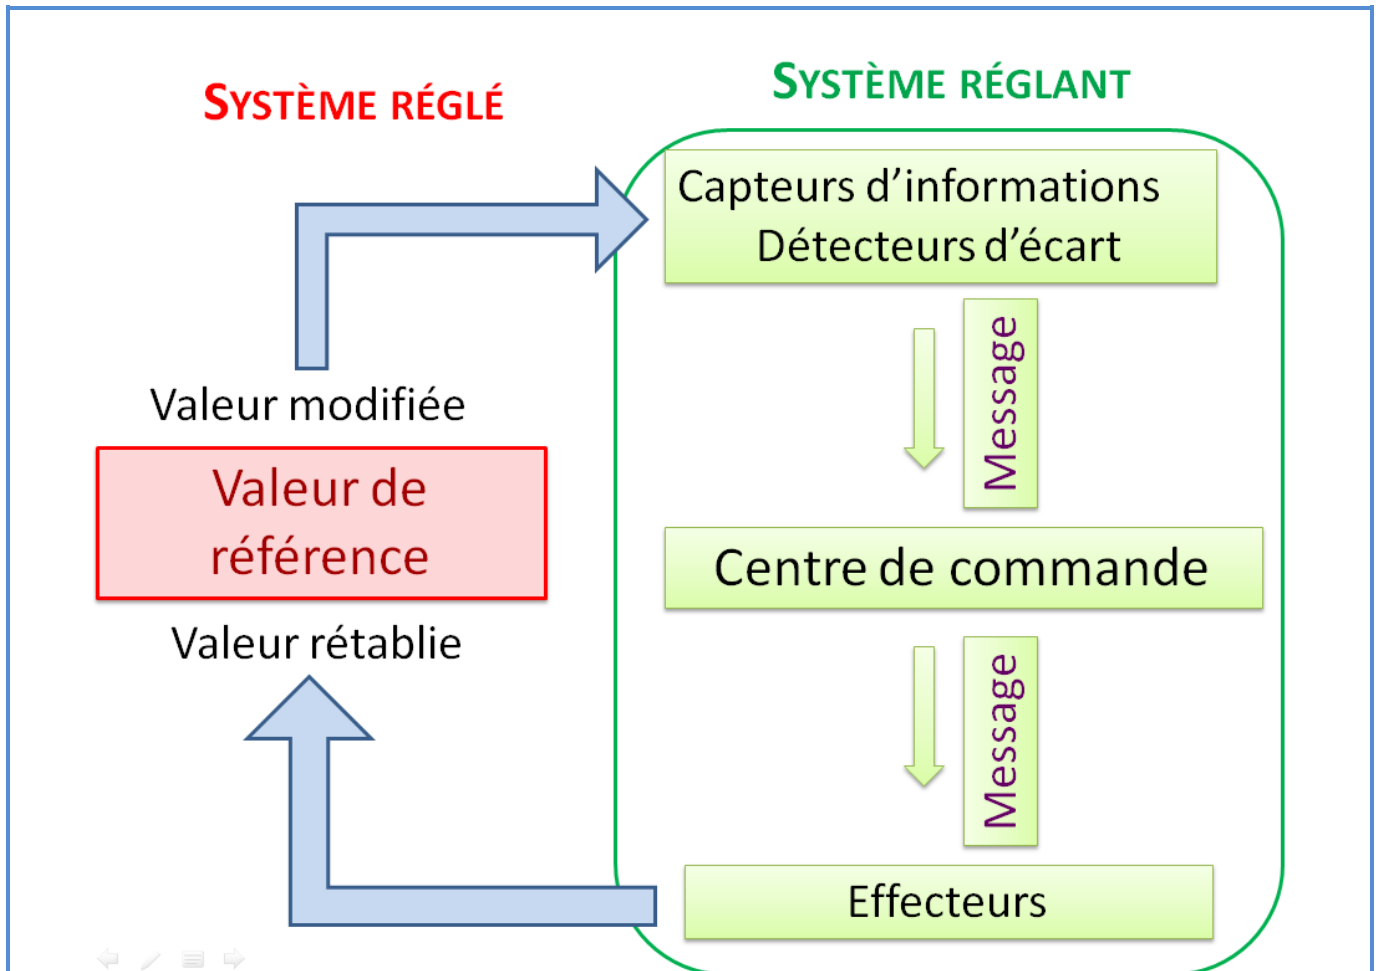 SYSTÈME RÉGLÉ
SYSTÈME RÉGLANT
Capteurs d’informations
Détecteurs d’écart
Message
Valeur modifiée
Valeur de
référence
Centre de commande
Valeur rétablie
Message
Effecteurs